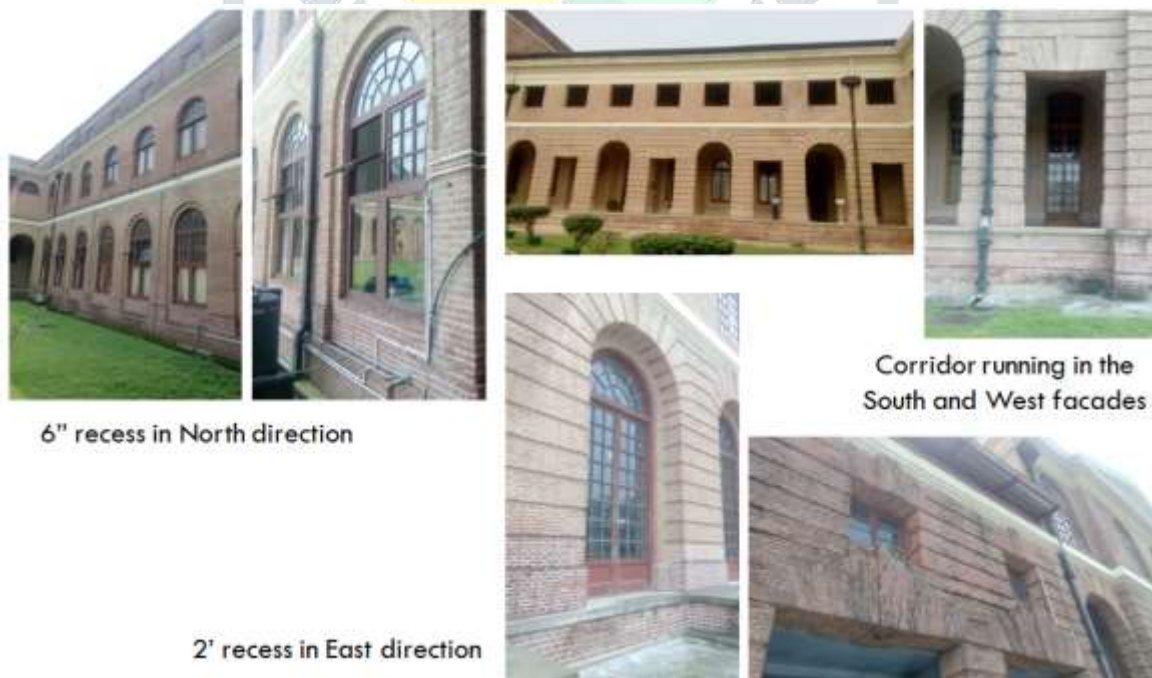 6” recess in North direction
Corridor running in the
South and West facades
2’ recess in East direction